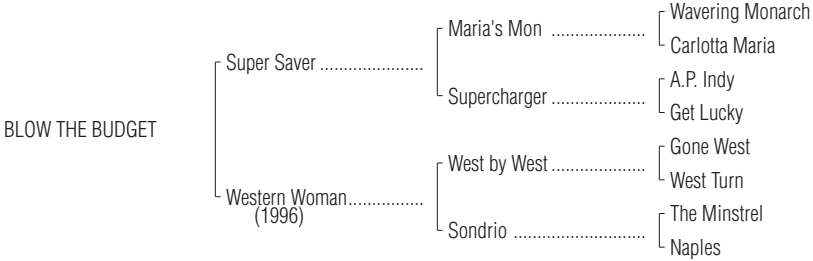 Wavering Monarch
Maria's Mon ....................
Carlotta Maria
Super Saver ......................
A.P. Indy
Supercharger ....................
Get Lucky
BLOW THE BUDGET
Gone West
West by West ....................
West Turn
Western Woman................
(1996)
The Minstrel
Sondrio ............................
Naples